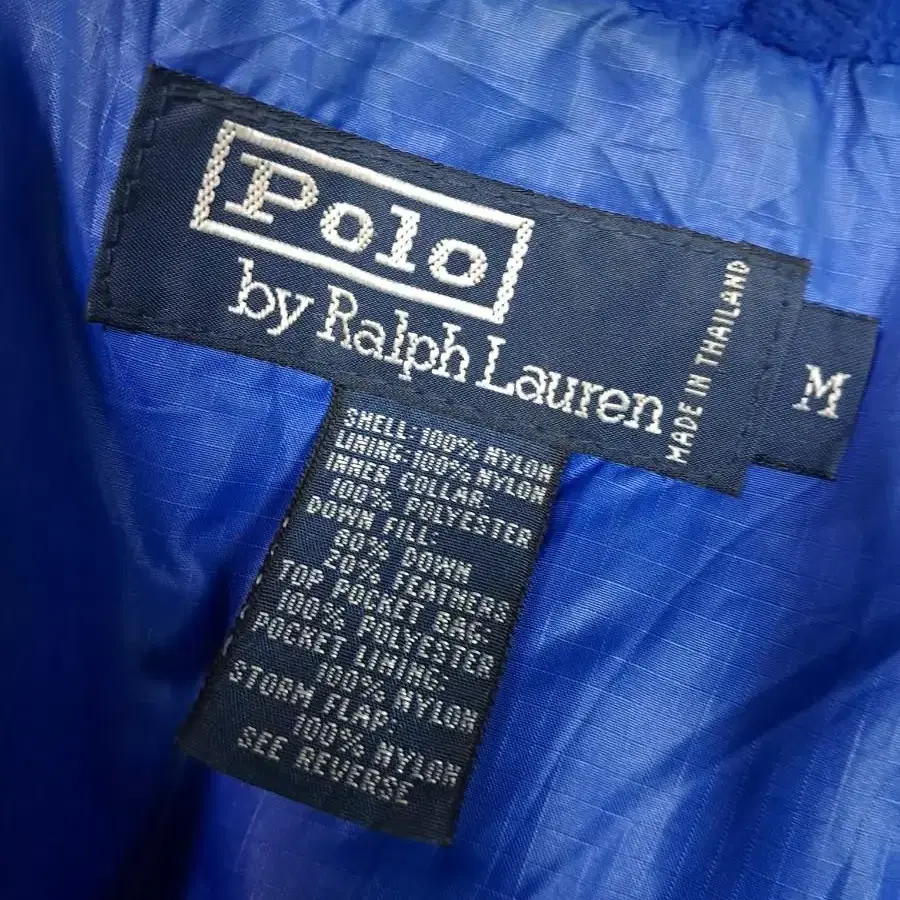 Polo
by Ralph Lauren
MADE IN THAILAND
M
SHELL: 100% NYLON
LINING: 100% NYLON
INNER COLLAR:
100% POLYESTER
DOWN FILL:
80% DOWN
20% FEATHERS
TOP POCKET BAG:
100% POLYESTER
POCKET LINING:
100% NYLON
STORM FLAP:
100% NYLON
SEE REVERSE